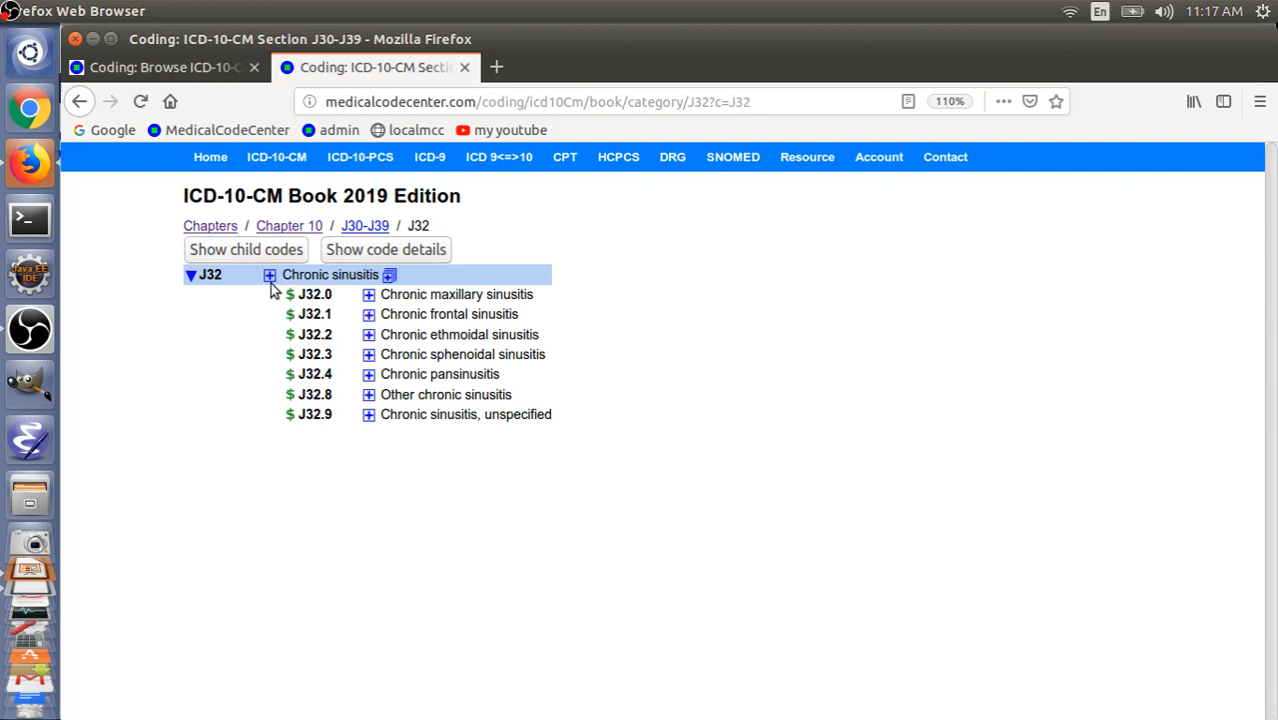 refox Web Browser
En
11:17 AM
Coding: ICD-10-CM Section J30-J39 - Mozilla Firefox
Coding: Browse ICD-10-C
Coding: ICD-10-CM Secti
medicalcodecenter.com/coding/icd10Cm/book/category/J32?c=J32
110%
Google MedicalCodeCenter admin localmcc my youtube
Home ICD-10-CM ICD-10-PCS ICD-9 ICD 9<=>10 CPT HCPCS DRG SNOMED Resource Account Contact
ICD-10-CM Book 2019 Edition
Chapters / Chapter 10 / J30-J39 / J32
Show child codes Show code details
J32 Chronic sinusitis
$ J32.0 Chronic maxillary sinusitis
$ J32.1 Chronic frontal sinusitis
$ J32.2 Chronic ethmoidal sinusitis
$ J32.3 Chronic sphenoidal sinusitis
$ J32.4 Chronic pansinusitis
$ J32.8 Other chronic sinusitis
$ J32.9 Chronic sinusitis, unspecified
Java EE
IDE